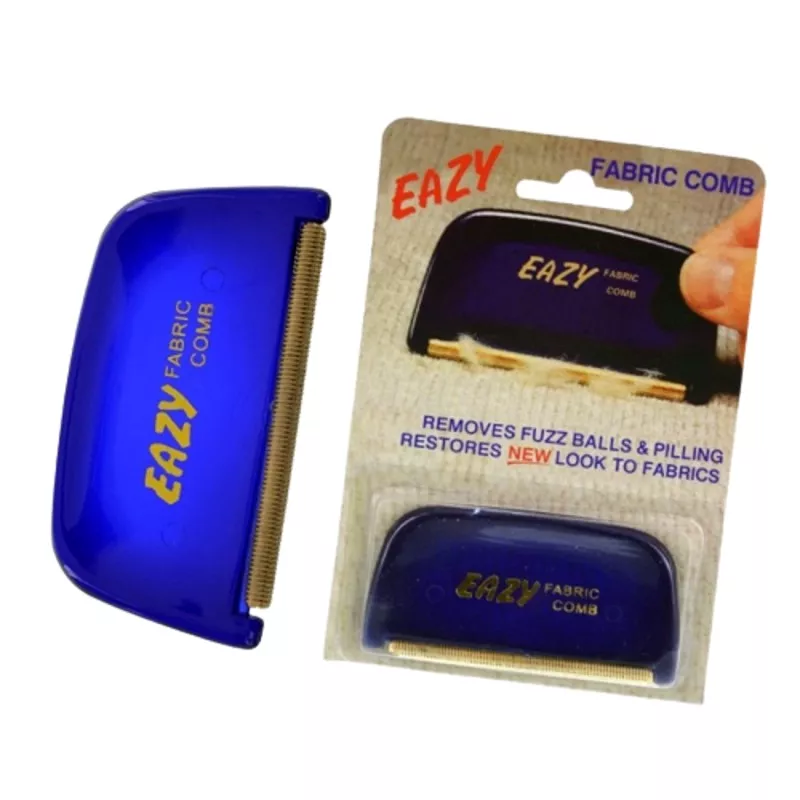 EAZY FABRIC
COMB
EAZY
FABRIC COMB
EAZY FABRIC
COMB
REMOVES FUZZ BALLS & PILLING
RESTORES NEW LOOK TO FABRICS
EAZY FABRIC
COMB